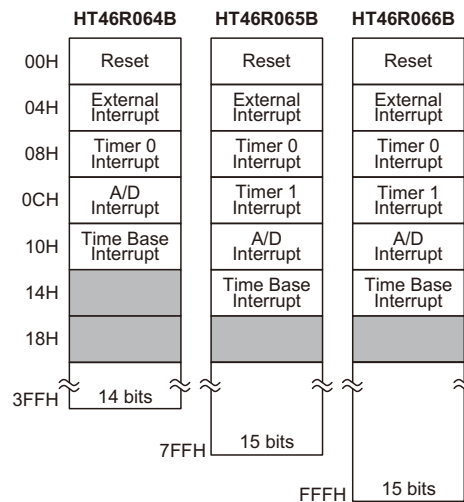 HT46R064B HT46R065B HT46R066B
00H Reset Reset Reset
04H External Interrupt External Interrupt External Interrupt
08H Timer 0 Interrupt Timer 0 Interrupt Timer 0 Interrupt
0CH A/D Interrupt Timer 1 Interrupt Timer 1 Interrupt
10H Time Base Interrupt A/D Interrupt A/D Interrupt
14H Time Base Interrupt Time Base Interrupt
18H
3FFH 14 bits
7FFH 15 bits
FFFH 15 bits